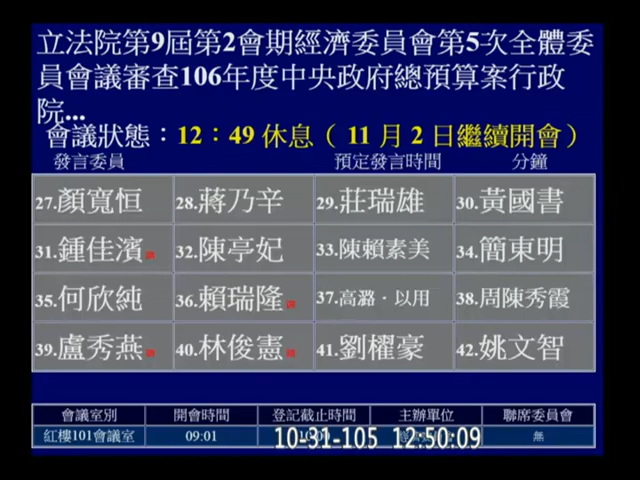 立法院第9屆第2會期經濟委員會第5次全體委
員會議審查106年度中央政府總預算案行政
院...
會議狀態：12：49 休息（ 11 月 2 日繼續開會）
發言委員 預定發言時間 分鐘
27.顏寬恒 28.蔣乃辛 29.莊瑞雄 30.黃國書
31.鍾佳濱 32.陳亭妃 33.陳賴素美 34.簡東明
35.何欣純 36.賴瑞隆 37.高潞．以用 38.周陳秀霞
39.盧秀燕 40.林俊憲 41.劉櫂豪 42.姚文智
會議室別 開會時間 登記截止時間 主辦單位 聯席委員會
紅樓101會議室 09:01 無
10-31-105 12:50:09